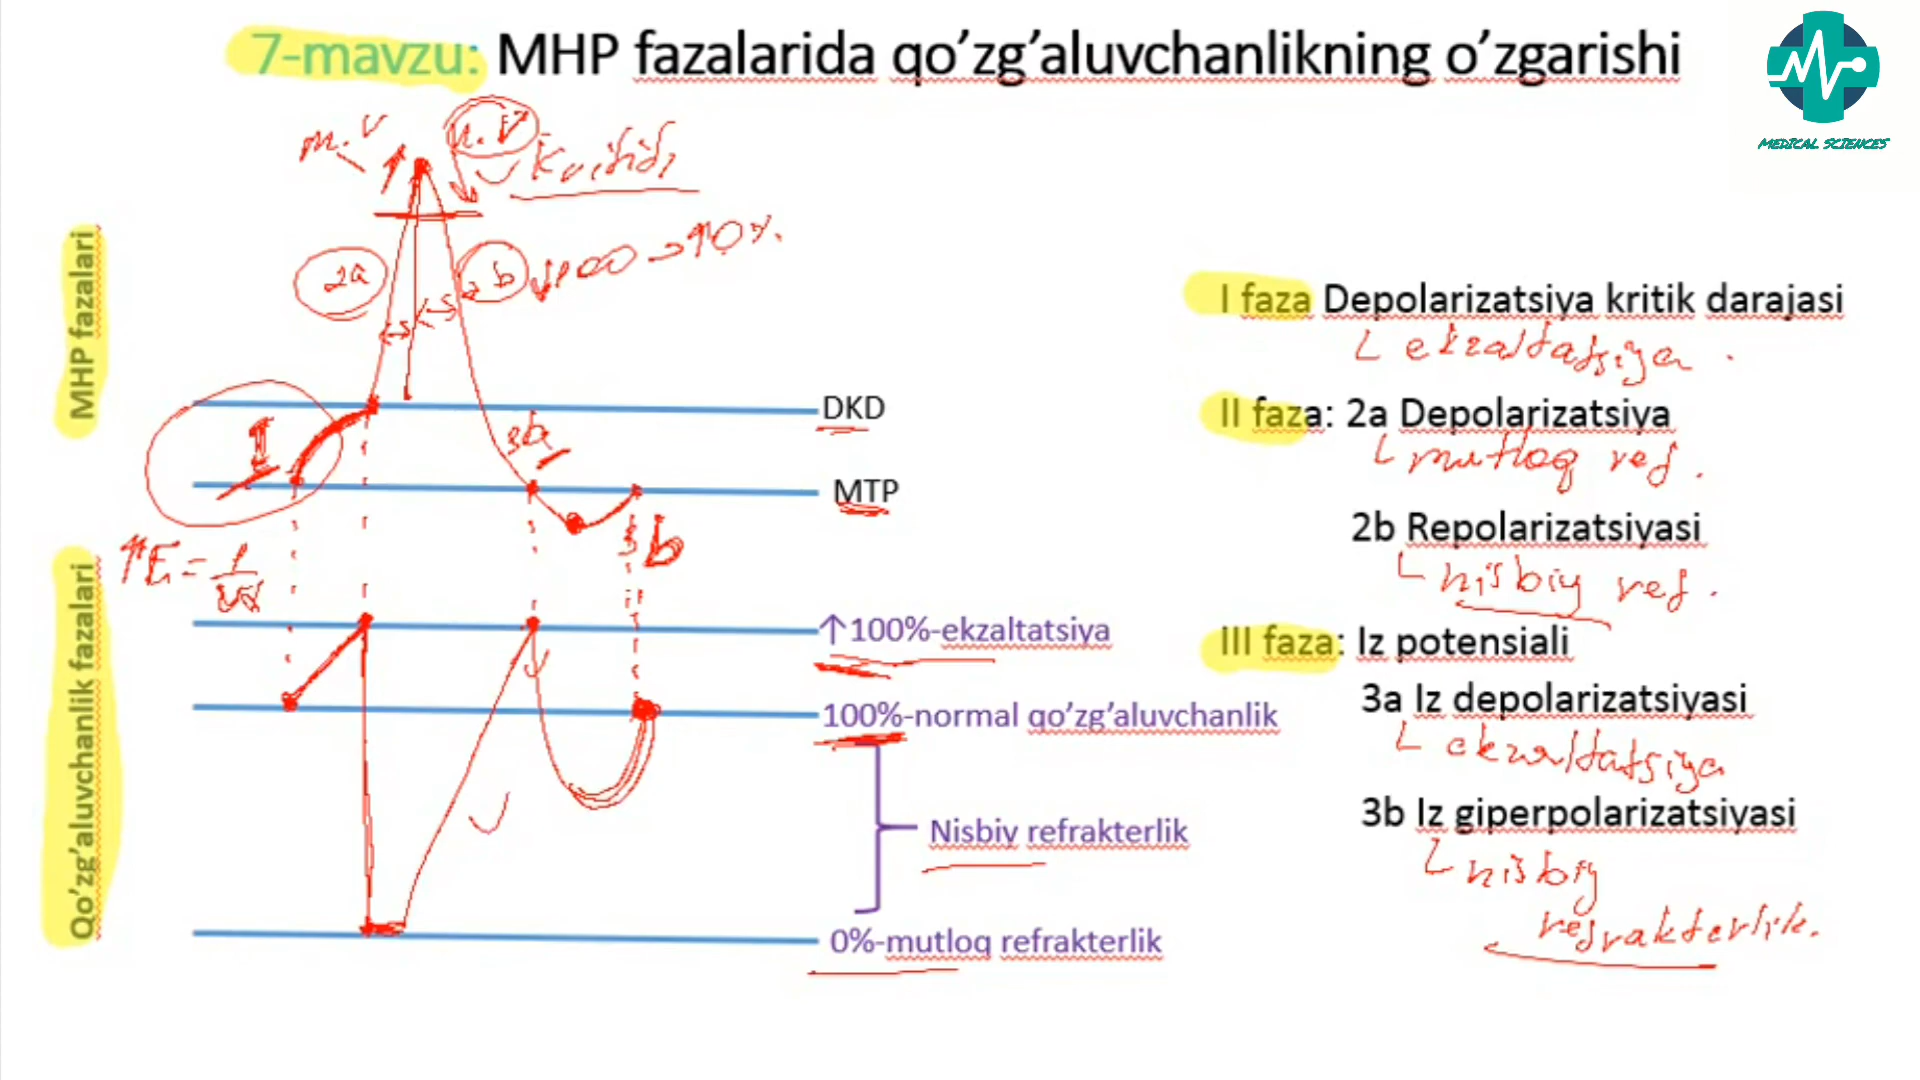 7-mavzu: MHP fazalarida qo’zg’aluvchanlikning o’zgarishi
MEDICAL SCIENCES
MHP fazalari
Qo’zg’aluvchanlik fazalari
2a
b
↓100 → 10%
I
3a
b
DKD
MTP
↑100%-ekzaltatsiya
100%-normal qo’zg’aluvchanlik
Nisbiy refrakterlik
0%-mutloq refrakterlik
I faza Depolarizatsiya kritik darajasi
ekzaltatsiya .
II faza: 2a Depolarizatsiya
mutloq ref .
2b Repolarizatsiyasi
nisbiy ref .
III faza: Iz potensiali
3a Iz depolarizatsiyasi
ekzaltatsiya
3b Iz giperpolarizatsiyasi
nisbiy
refrakterlik.